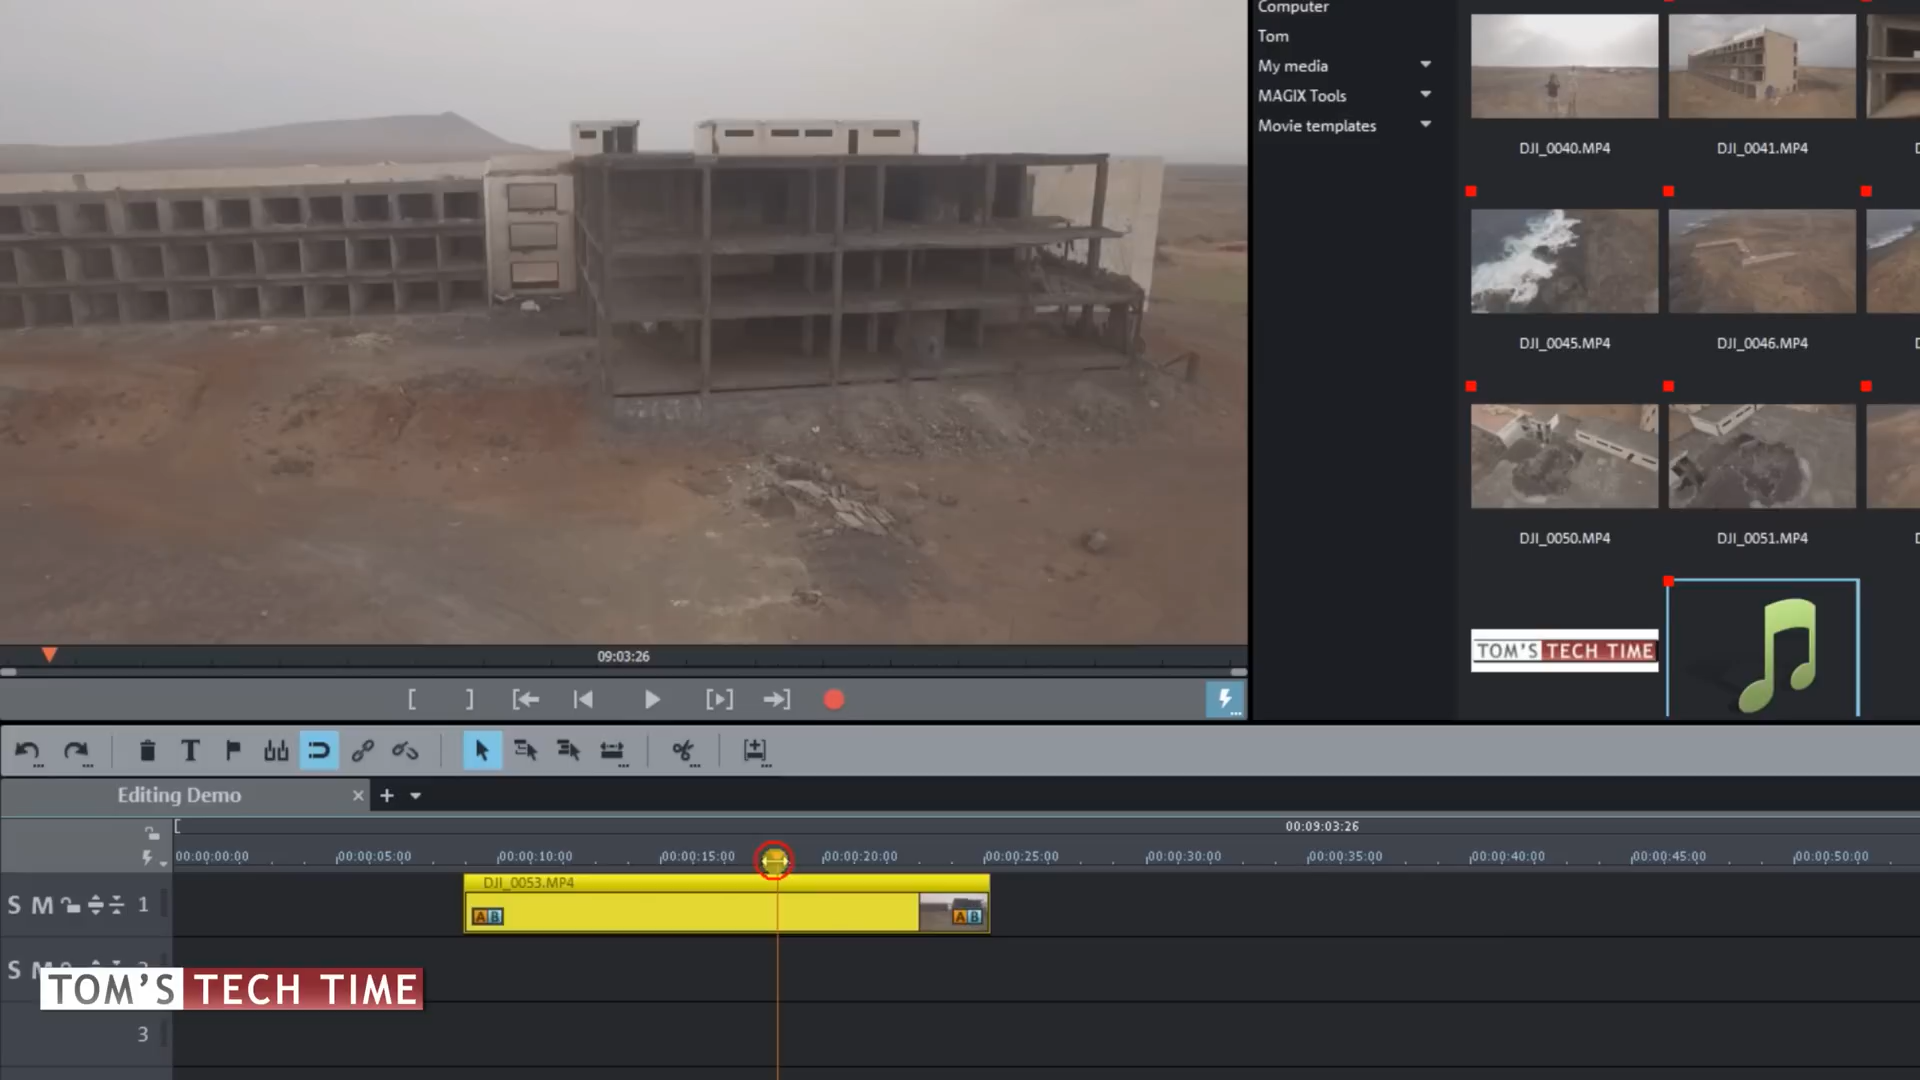 Computer
Tom
My media
MAGIX Tools
Movie templates
DJI_0040.MP4
DJI_0041.MP4
DJI_0045.MP4
DJI_0046.MP4
DJI_0050.MP4
DJI_0051.MP4
TOM'S TECH TIME
09:03:26
T
Editing Demo
00:09:03:26
00:00:00:00
00:00:05:00
00:00:10:00
00:00:15:00
00:00:20:00
00:00:25:00
00:00:30:00
00:00:35:00
00:00:40:00
00:00:45:00
00:00:50:00
DJI_0053.MP4
S M 1
A B
A B
S M
TOM'S TECH TIME
3